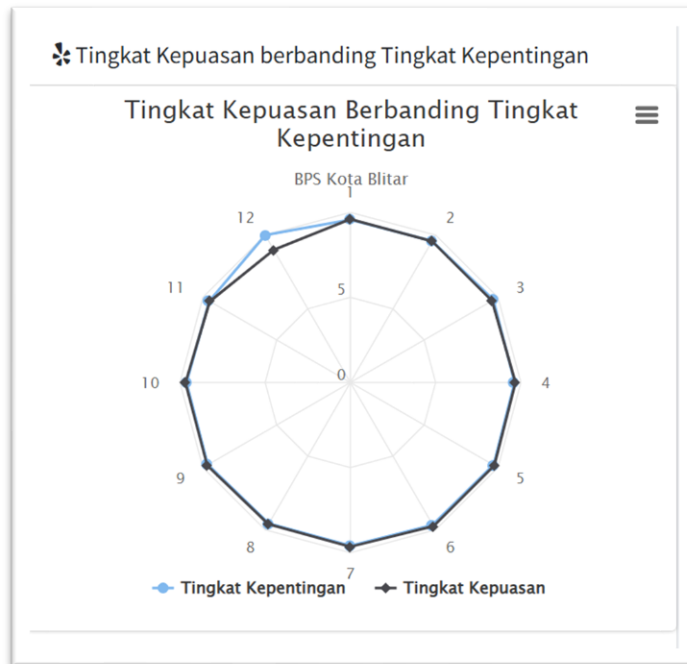 Tingkat Kepuasan berbanding Tingkat Kepentingan
Tingkat Kepuasan Berbanding Tingkat
Kepentingan
BPS Kota Blitar
1
12
2
11
3
5
0
10
4
9
5
8
6
7
Tingkat Kepentingan
Tingkat Kepuasan